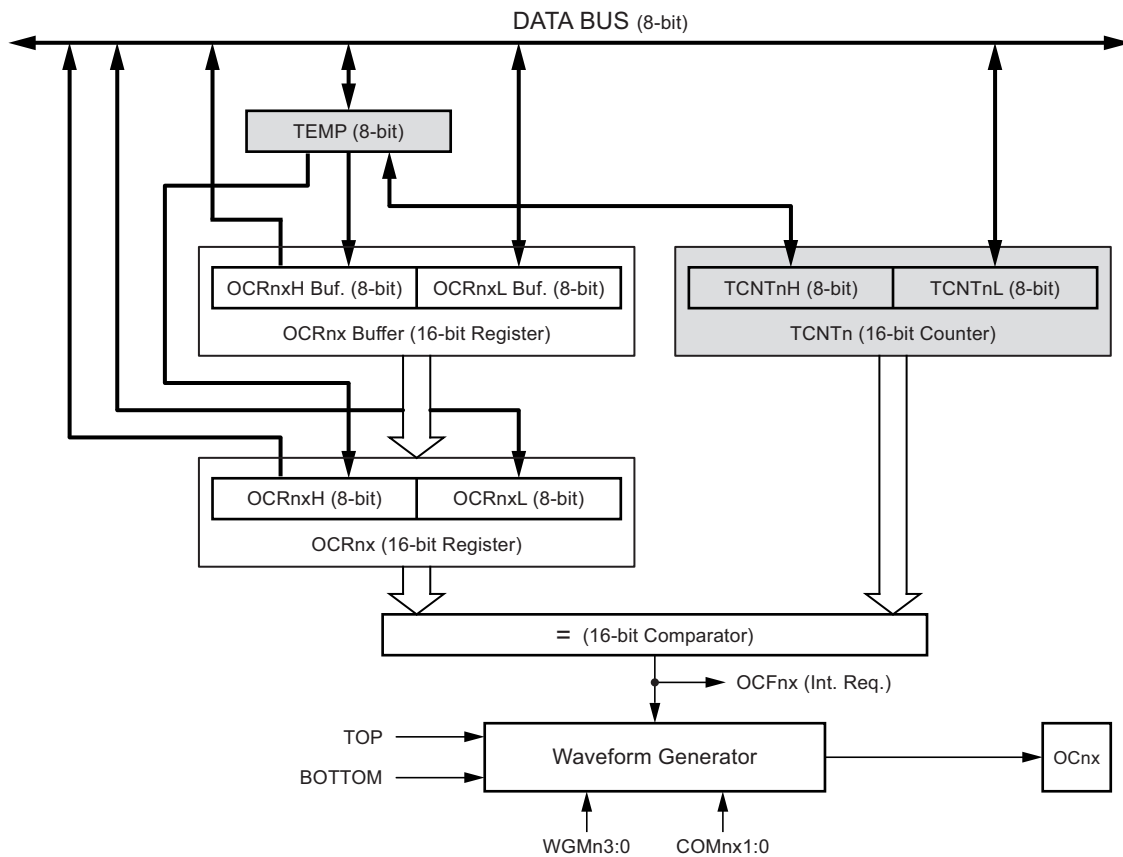 DATA BUS (8-bit)
TEMP (8-bit)
OCRnxH Buf. (8-bit)
OCRnxL Buf. (8-bit)
OCRnx Buffer (16-bit Register)
TCNTnH (8-bit)
TCNTnL (8-bit)
TCNTn (16-bit Counter)
OCRnxH (8-bit)
OCRnxL (8-bit)
OCRnx (16-bit Register)
= (16-bit Comparator)
OCFnx (Int. Req.)
TOP
BOTTOM
Waveform Generator
OCnx
WGMn3:0
COMnx1:0